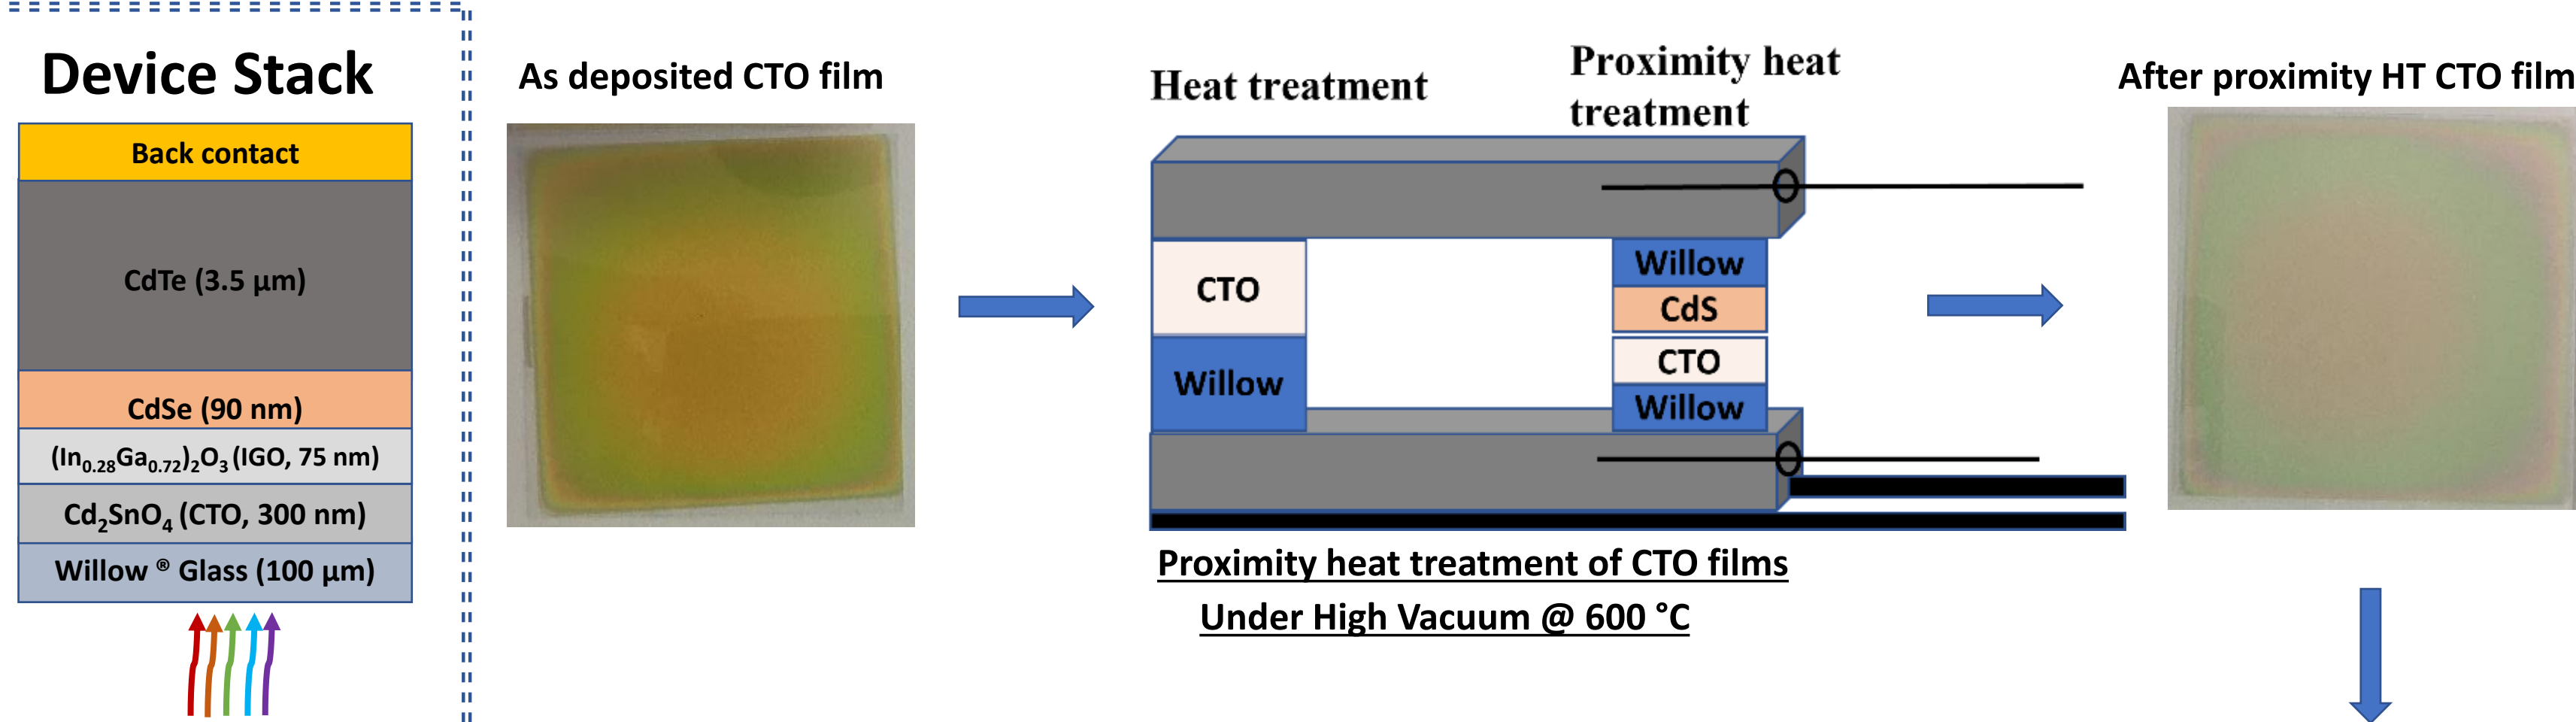 Device Stack
Back contact
CdTe (3.5 µm)
CdSe (90 nm)
(In₀.₂₈Ga₀.₇₂)₂O₃ (IGO, 75 nm)
Cd₂SnO₄ (CTO, 300 nm)
Willow ® Glass (100 µm)
As deposited CTO film
Heat treatment
Proximity heat
treatment
CTO
Willow
Willow
CdS
CTO
Willow
Proximity heat treatment of CTO films
Under High Vacuum @ 600 °C
After proximity HT CTO film